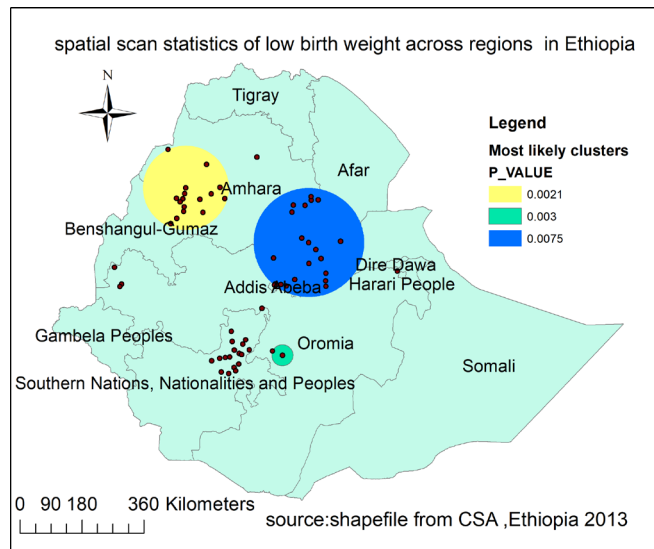 spatial scan statistics of low birth weight across regions in Ethiopia
N
Tigray
Legend
Most likely clusters
P_VALUE
0.0021
0.003
0.0075
Afar
Amhara
Benshangul-Gumaz
Dire Dawa
Addis Abeba
Harari People
Gambela Peoples
Oromia
Somali
Southern Nations, Nationalities and Peoples
0 90 180 360 Kilometers
source:shapefile from CSA ,Ethiopia 2013